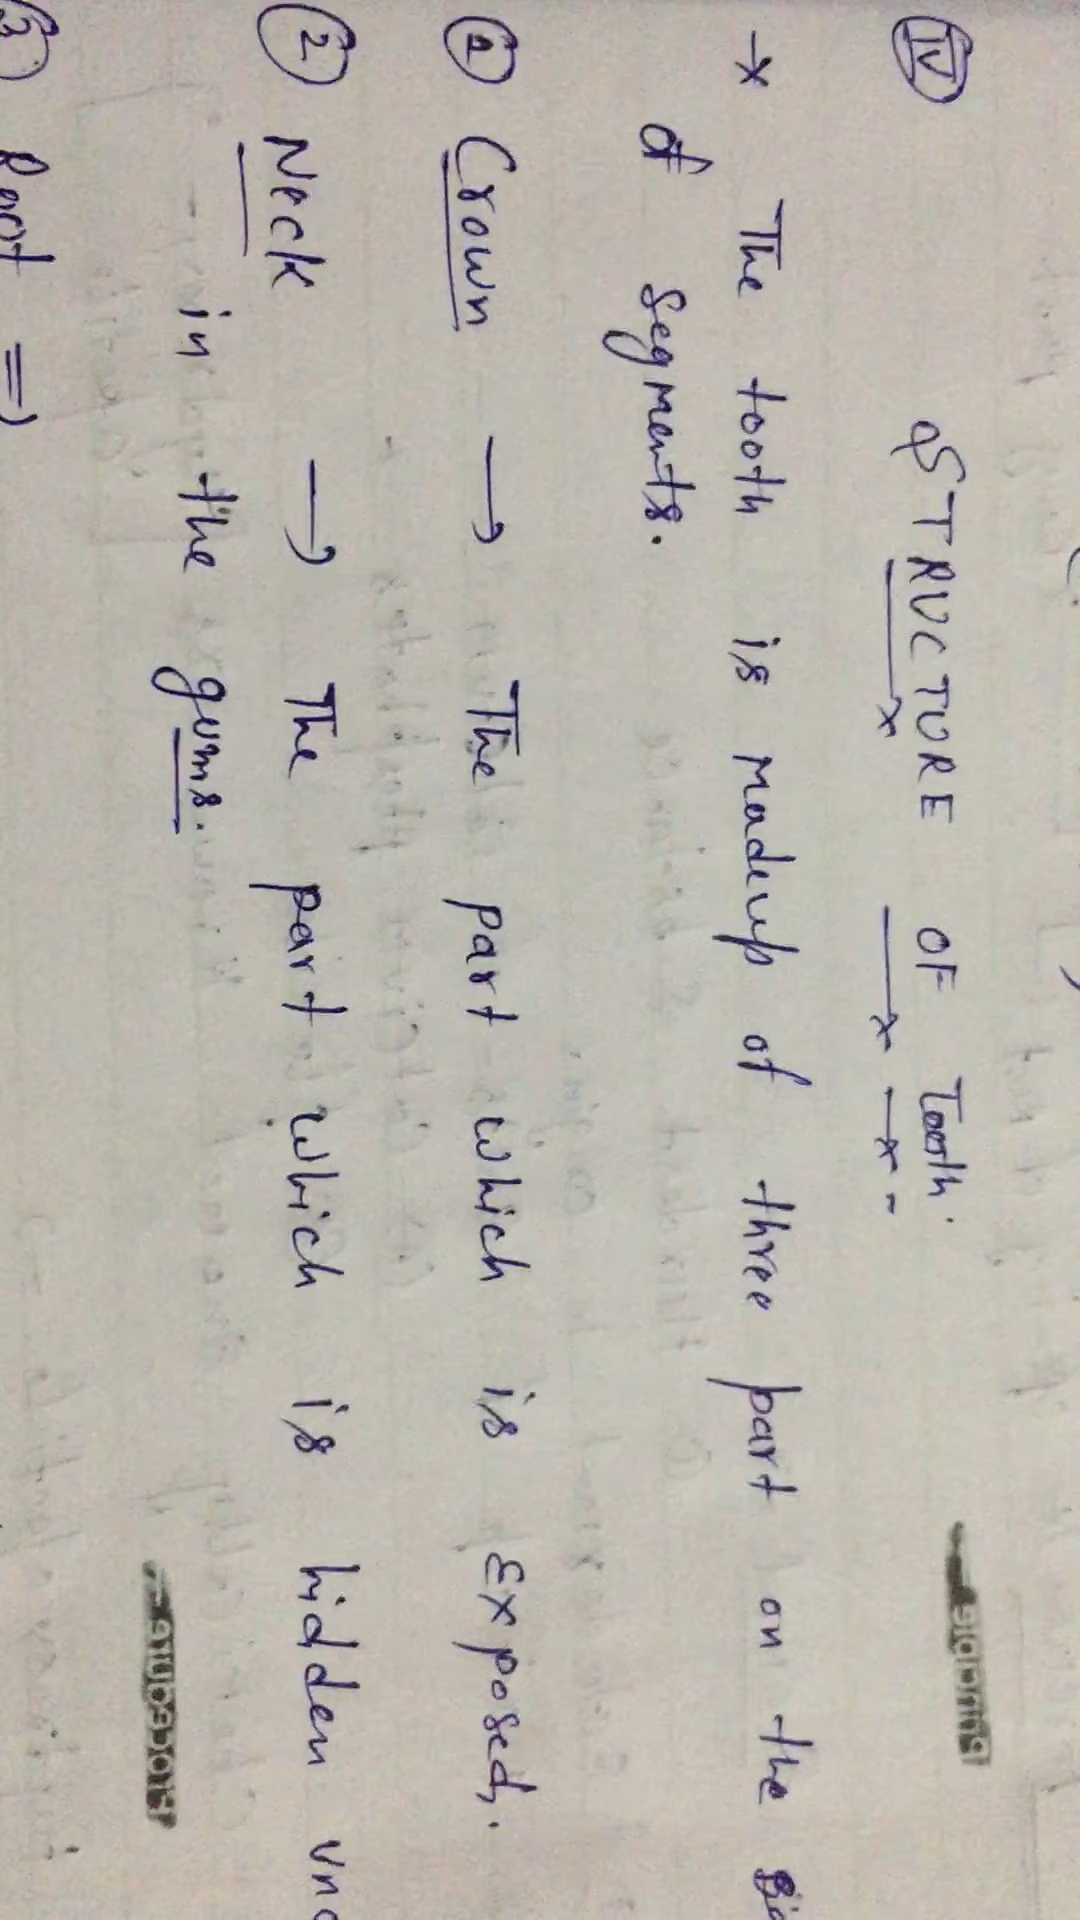 IV STRUCTURE OF Tooth.
→ The tooth is madeup of three part on the
of segments.
1 Crown → The part which is Exposed.
2 Neck → The part which is hidden
in the gums.
3 Root ⇒